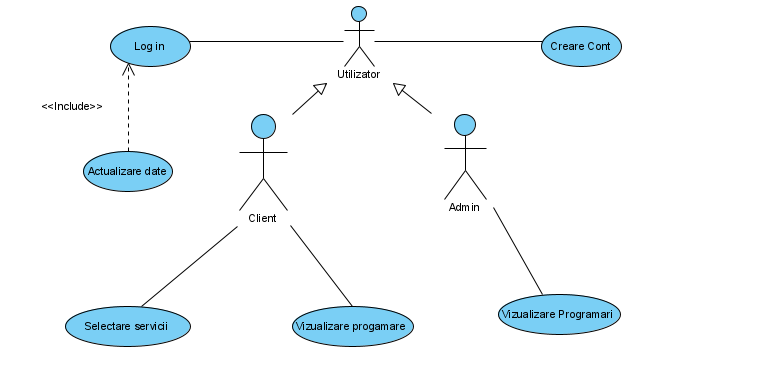 Log in
Creare Cont
Utilizator
<<Include>>
Actualizare date
Client
Admin
Selectare servicii
Vizualizare progamare
Vizualizare Programari